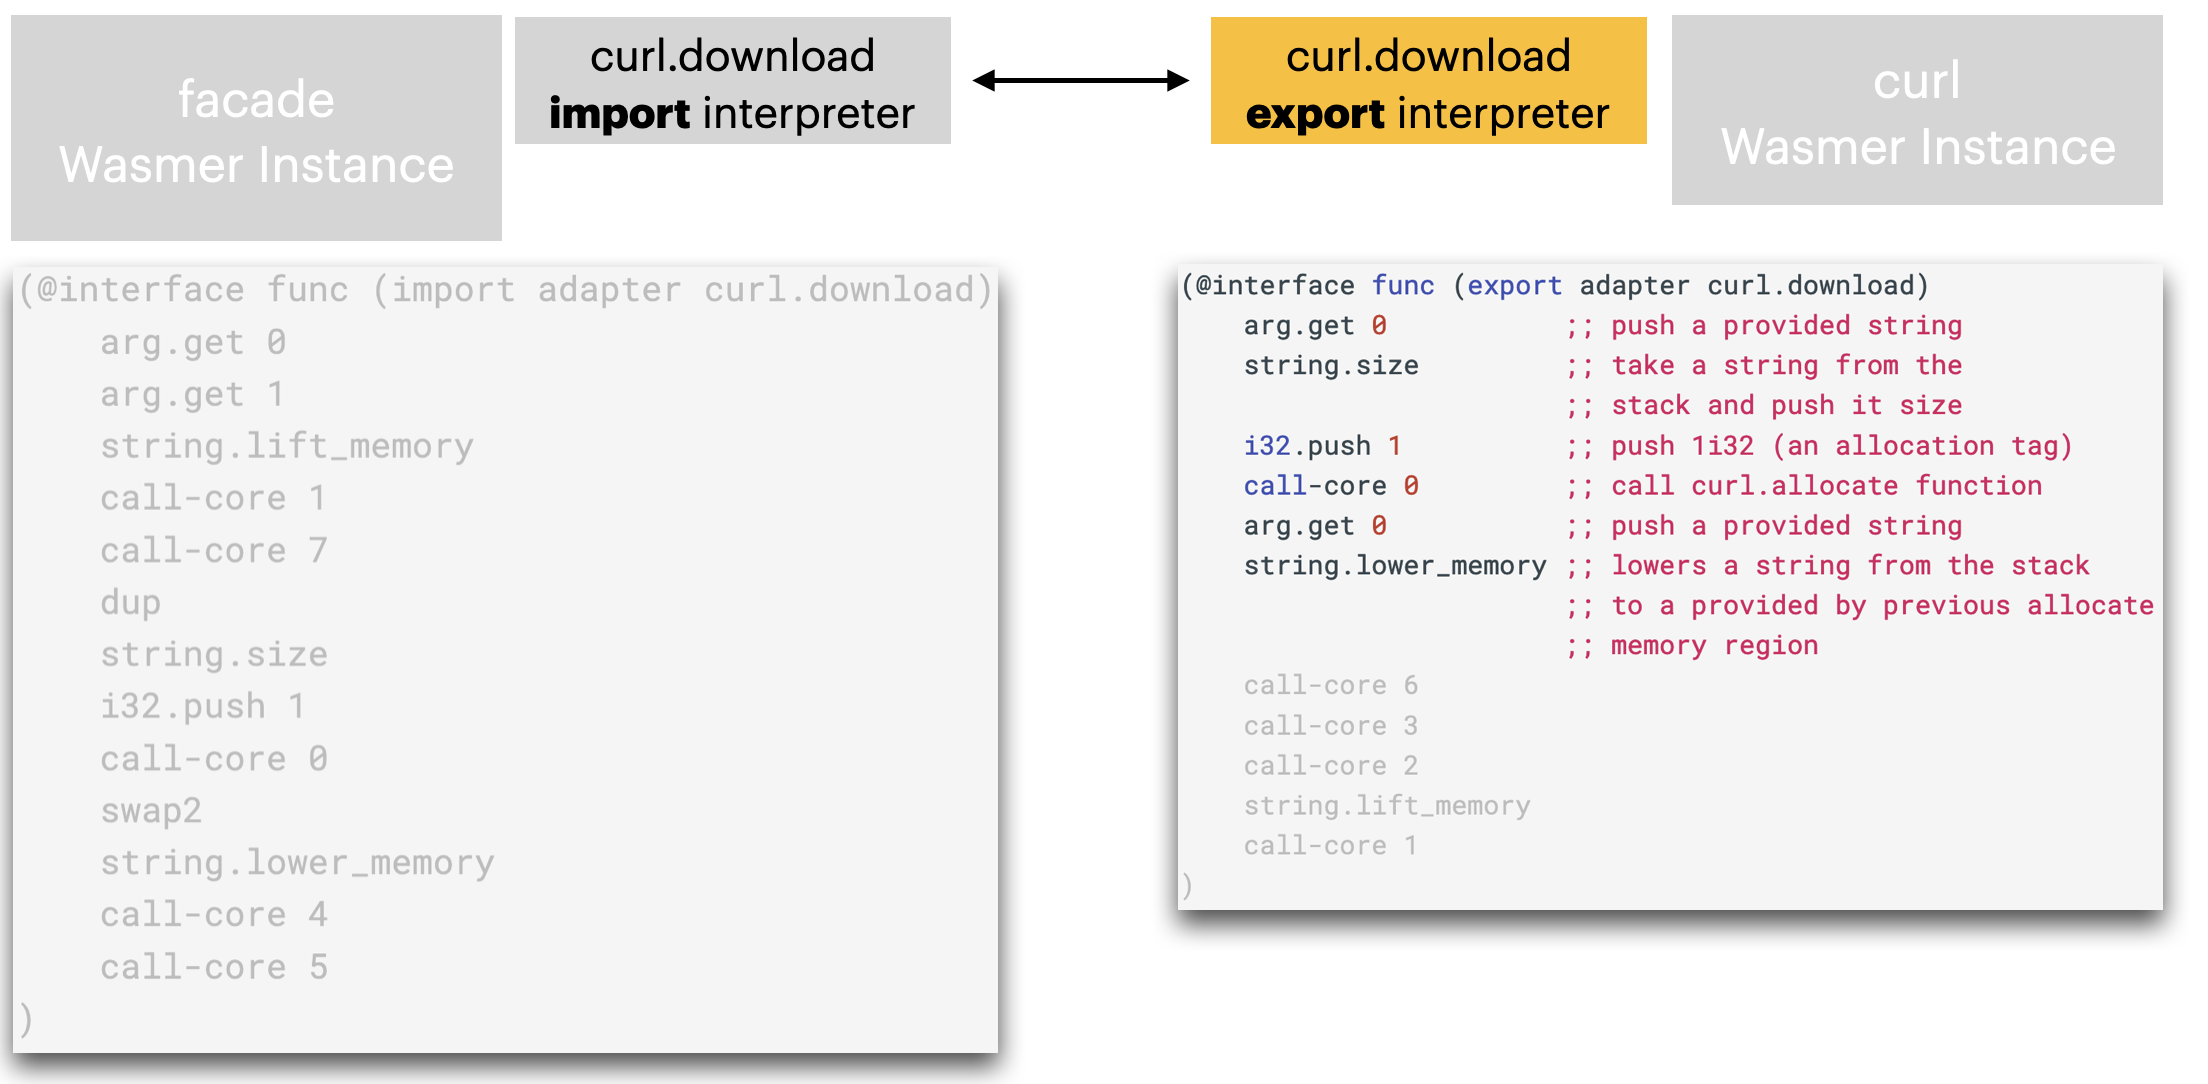 facade
Wasmer Instance
curl.download
import interpreter
curl.download
export interpreter
curl
Wasmer Instance
(@interface func (import adapter curl.download)
arg.get 0
arg.get 1
string.lift_memory
call-core 1
call-core 7
dup
string.size
i32.push 1
call-core 0
swap2
string.lower_memory
call-core 4
call-core 5
)
(@interface func (export adapter curl.download)
arg.get 0 ;; push a provided string
string.size ;; take a string from the
;; stack and push it size
i32.push 1 ;; push 1i32 (an allocation tag)
call-core 0 ;; call curl.allocate function
arg.get 0 ;; push a provided string
string.lower_memory ;; lowers a string from the stack
;; to a provided by previous allocate
;; memory region
call-core 6
call-core 3
call-core 2
string.lift_memory
call-core 1
)